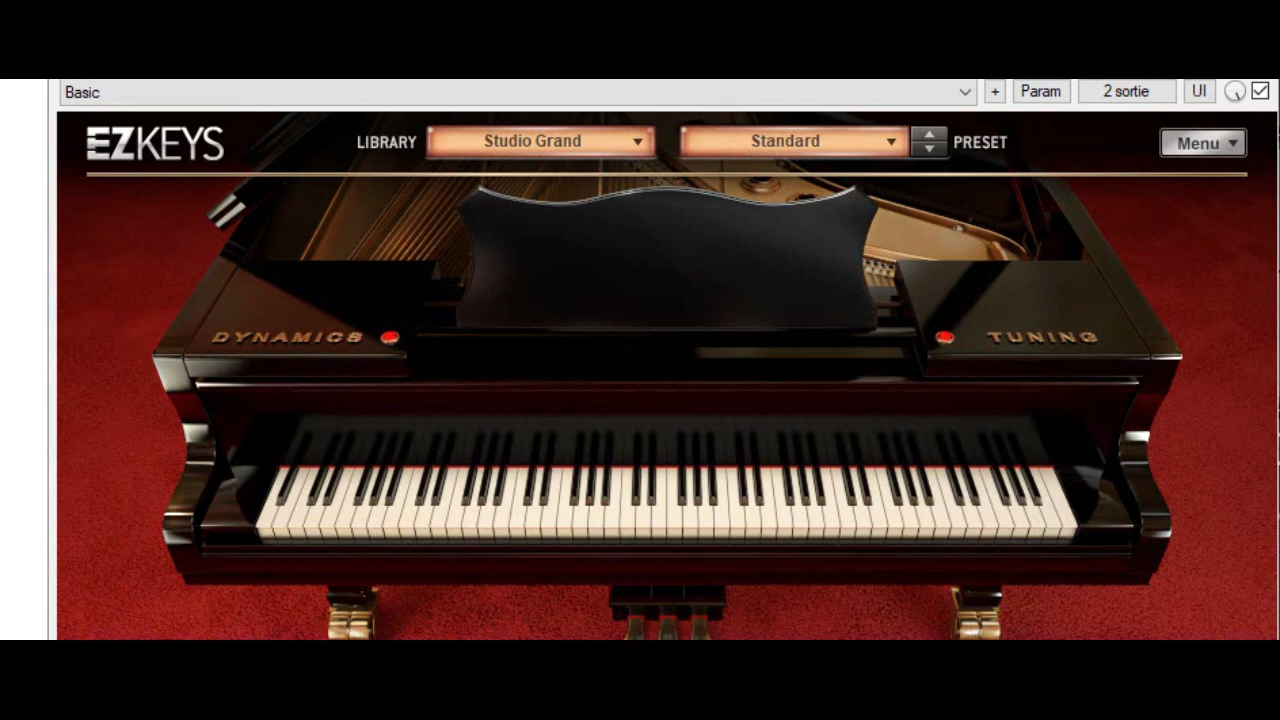 Basic + Param 2 sortie UI
EZKEYS LIBRARY Studio Grand Standard PRESET Menu
DYNAMICS TUNING